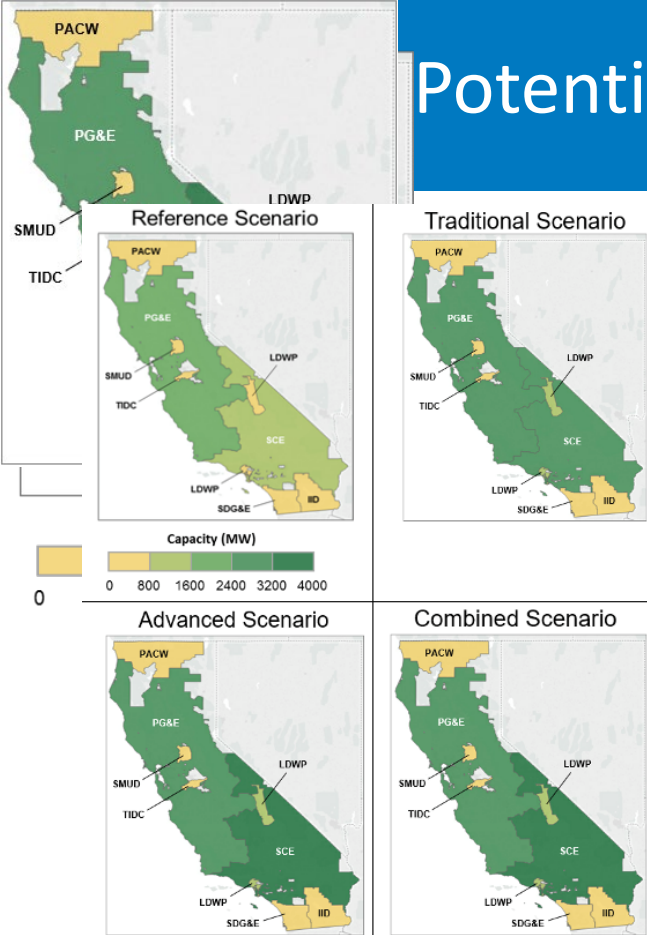 PACW
Potenti
PG&E
LDWP
SMUD
TIDC
Reference Scenario
PACW
PG&E
LDWP
SMUD
TIDC
SCE
LDWP
SDG&E
IID
Capacity (MW)
0 800 1600 2400 3200 4000
0
Traditional Scenario
PACW
PG&E
LDWP
SMUD
TIDC
SCE
LDWP
SDG&E
IID
Advanced Scenario
PACW
PG&E
LDWP
SMUD
TIDC
SCE
LDWP
SDG&E
IID
Combined Scenario
PACW
PG&E
LDWP
SMUD
TIDC
SCE
LDWP
SDG&E
IID